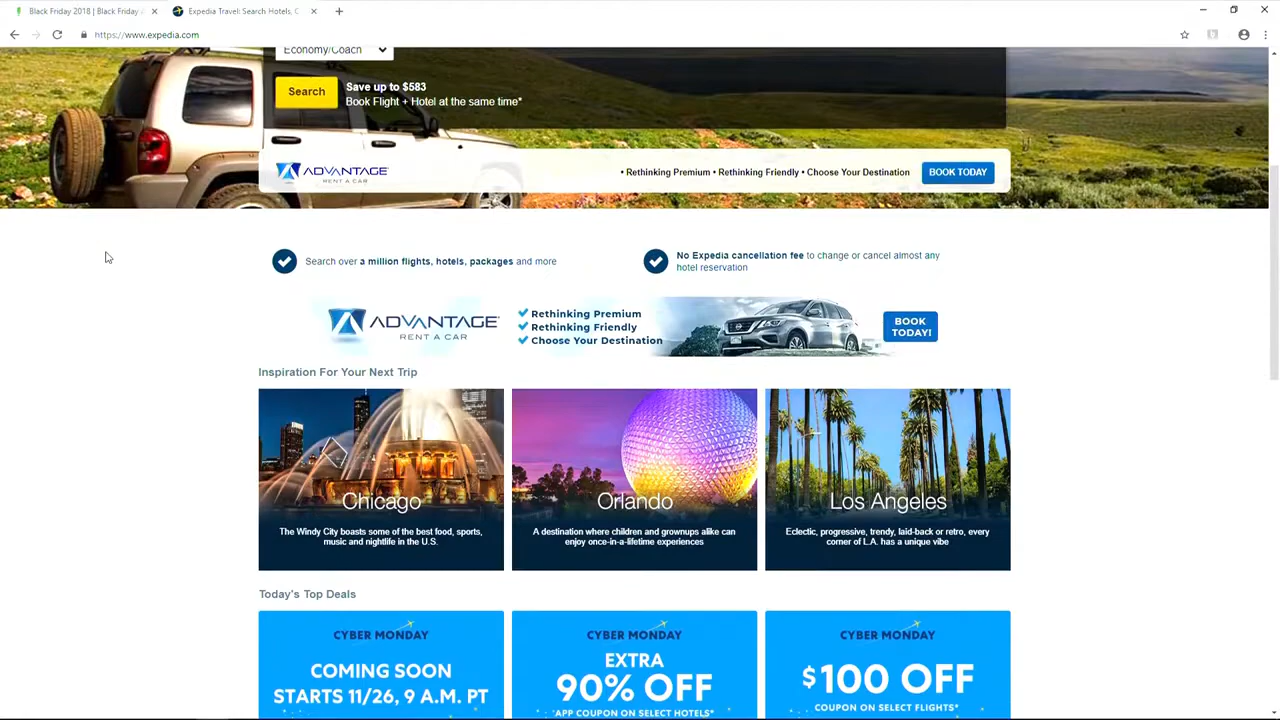 Black Friday 2018 | Black Friday
Expedia Travel: Search Hotels, C
https://www.expedia.com
Economy/Coach
Search
Save up to $583
Book Flight + Hotel at the same time*
ADVANTAGE
RENT A CAR
• Rethinking Premium • Rethinking Friendly • Choose Your Destination
BOOK TODAY
Search over a million flights, hotels, packages and more
No Expedia cancellation fee to change or cancel almost any
hotel reservation
ADVANTAGE
RENT A CAR
Rethinking Premium
Rethinking Friendly
Choose Your Destination
BOOK
TODAY!
Inspiration For Your Next Trip
Chicago
The Windy City boasts some of the best food, sports,
music and nightlife in the U.S.
Orlando
A destination where children and grownups alike can
enjoy once-in-a-lifetime experiences
Los Angeles
Eclectic, progressive, trendy, laid-back or retro, every
corner of L.A. has a unique vibe
Today's Top Deals
CYBER MONDAY
COMING SOON
STARTS 11/26, 9 A.M. PT
CYBER MONDAY
EXTRA
90% OFF
*APP COUPON ON SELECT HOTELS*
CYBER MONDAY
$100 OFF
COUPON ON SELECT FLIGHTS*